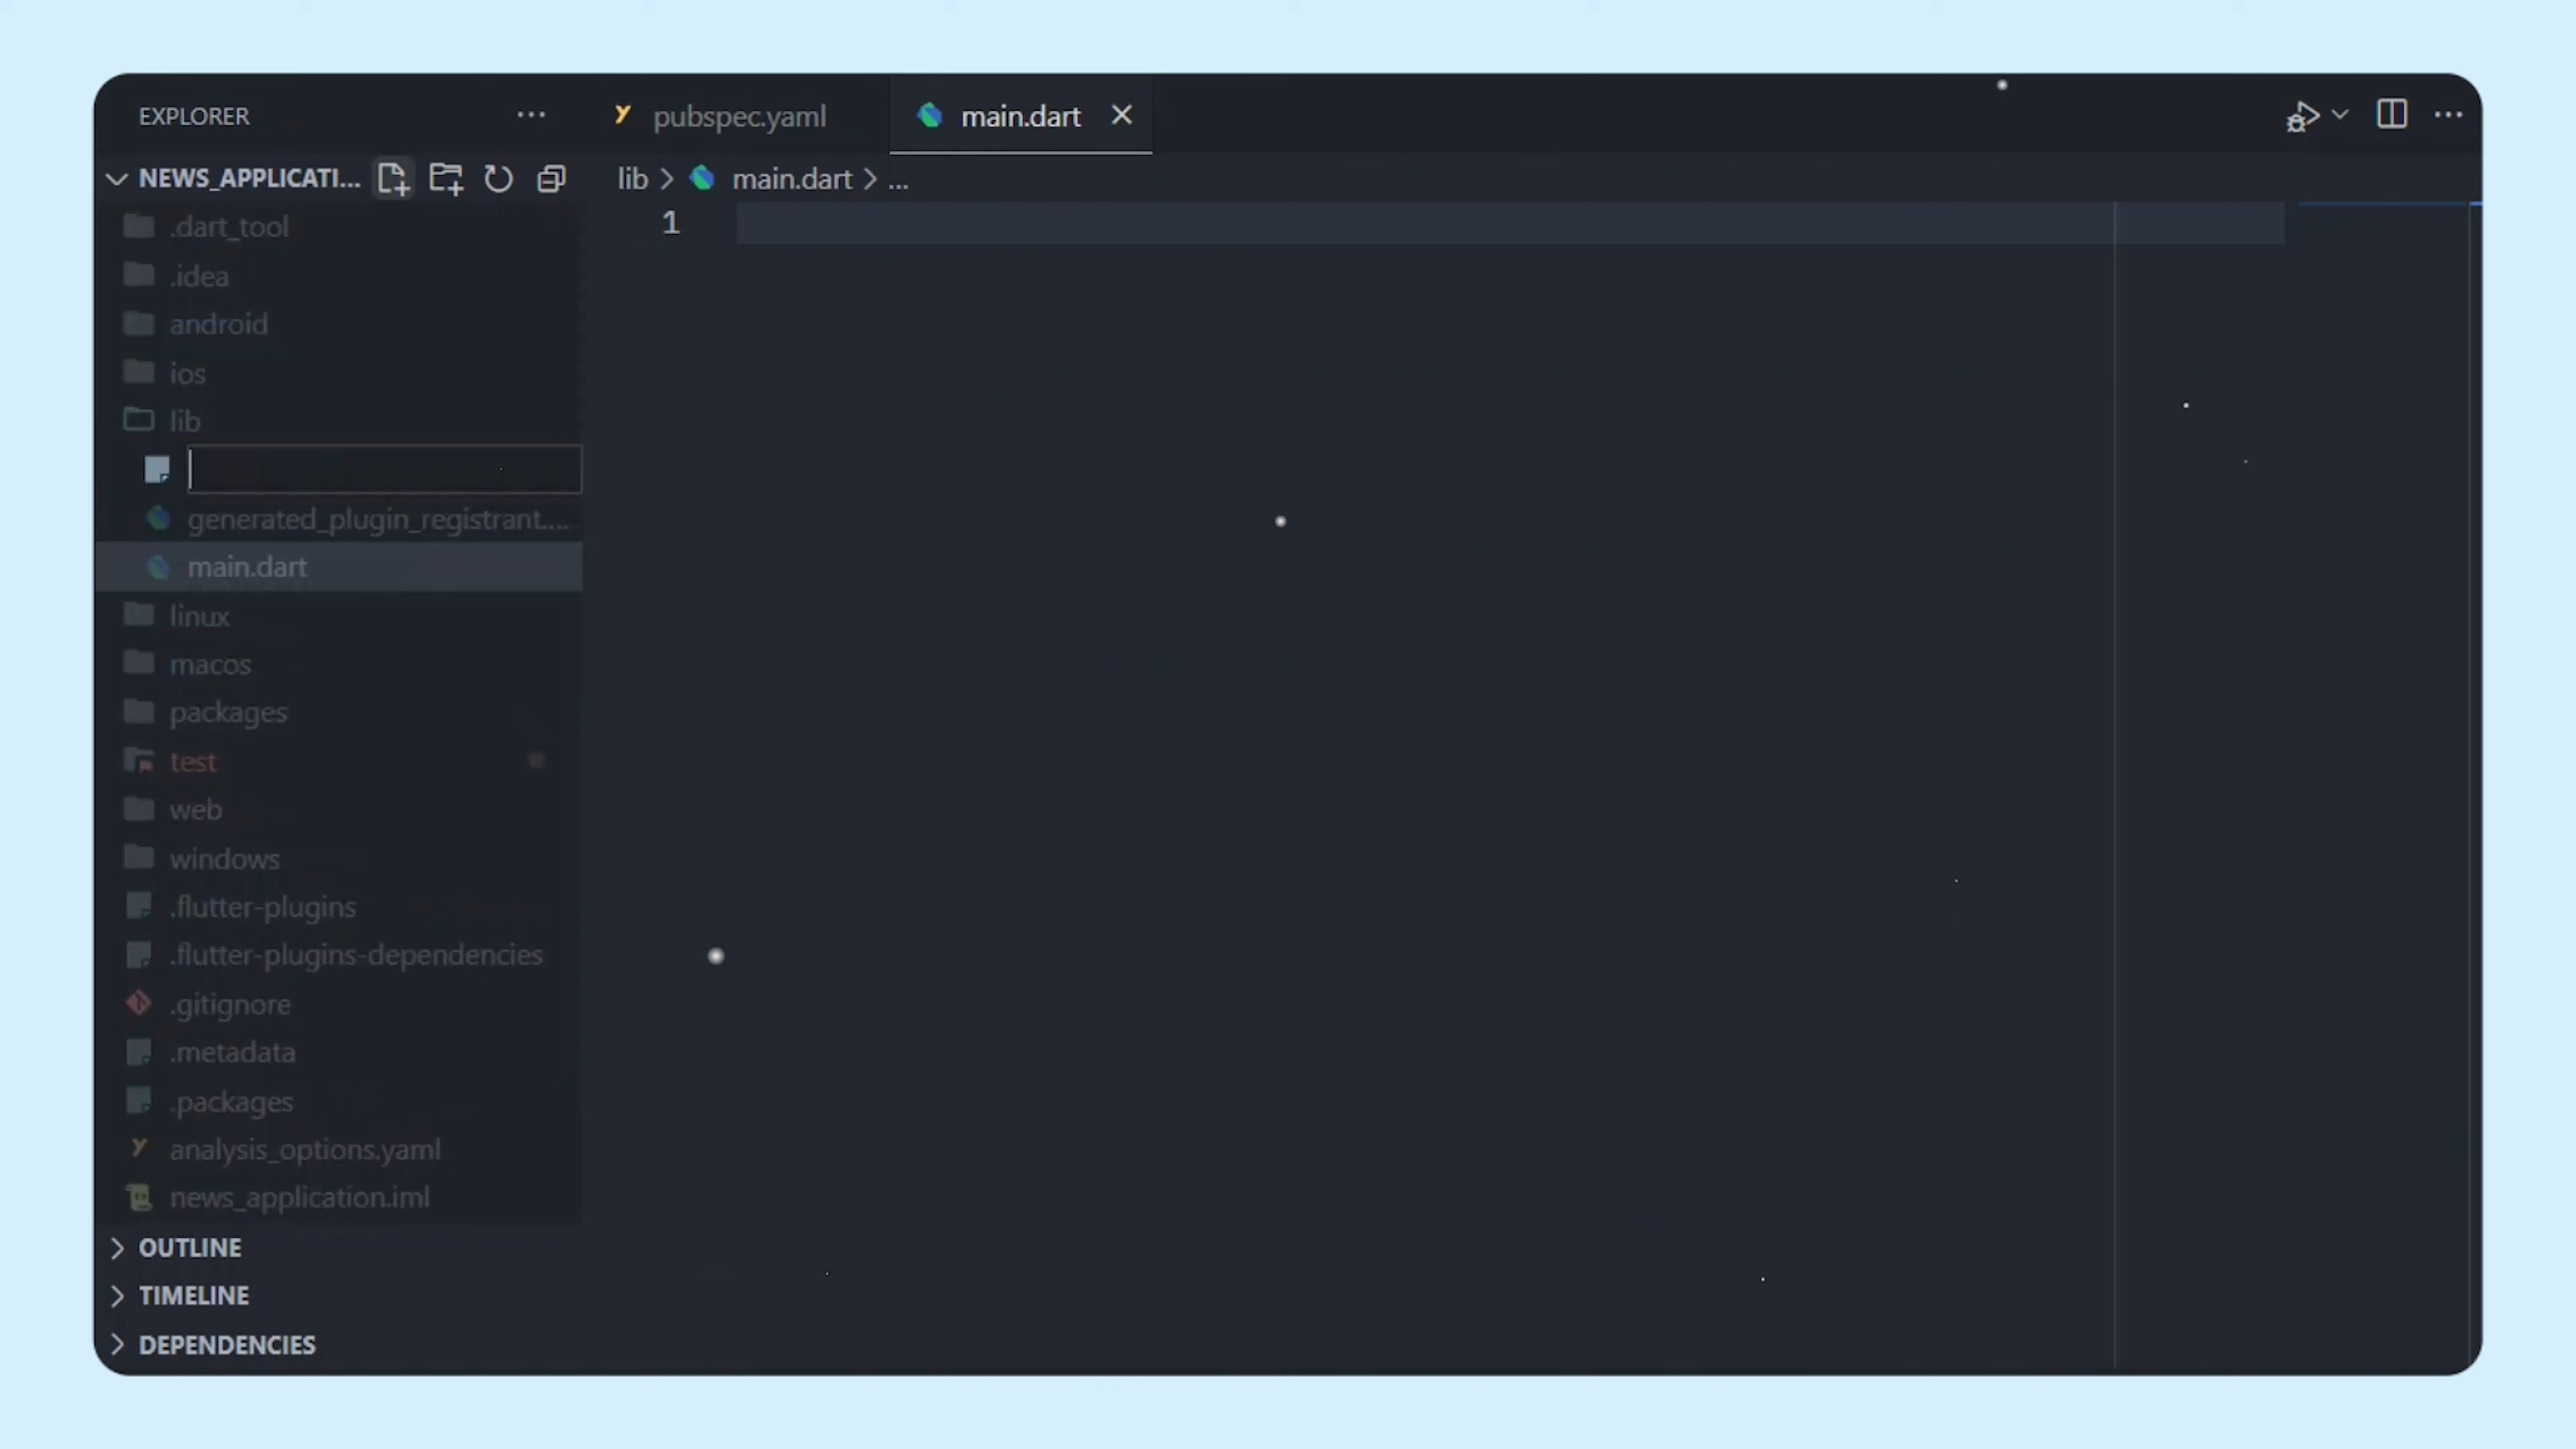 EXPLORER
pubspec.yaml
main.dart
NEWS_APPLICATI...
lib > main.dart > ...
1
.dart_tool
.idea
android
ios
lib
generated_plugin_registrant....
main.dart
linux
macos
packages
test
web
windows
.flutter-plugins
.flutter-plugins-dependencies
.gitignore
.metadata
.packages
analysis_options.yaml
news_application.iml
OUTLINE
TIMELINE
DEPENDENCIES